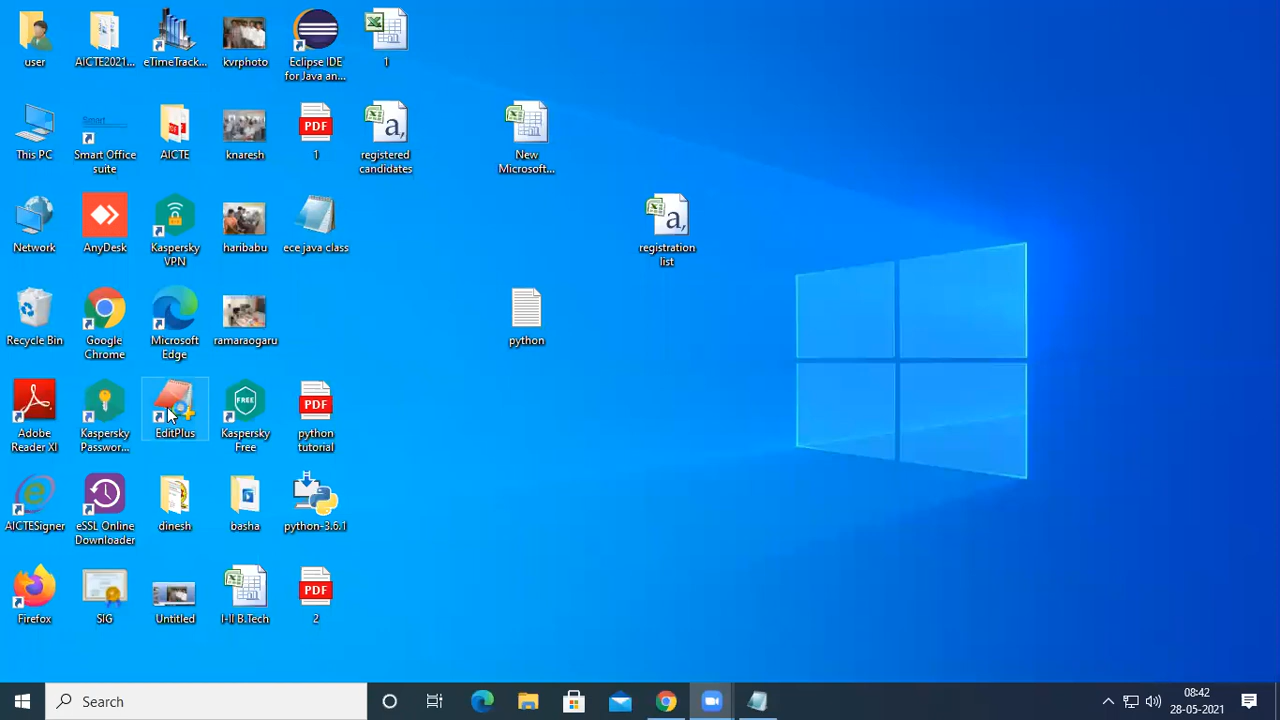 user
AICTE2021...
eTimeTrack...
kvrphoto
Eclipse IDE
for Java an...
1
This PC
Smart Office
suite
AICTE
knaresh
PDF
1
a,
registered
candidates
New
Microsoft...
Network
AnyDesk
Kaspersky
VPN
haribabu
ece java class
a,
registration
list
Recycle Bin
Google
Chrome
Microsoft
Edge
ramaraogaru
python
Adobe
Reader XI
Kaspersky
Passwor...
EditPlus
FREE
Kaspersky
Free
PDF
python
tutorial
AICTESigner
eSSL Online
Downloader
dinesh
basha
python-3.6.1
Firefox
SIG
Untitled
I-II B.Tech
PDF
2
Search
08:42
28-05-2021